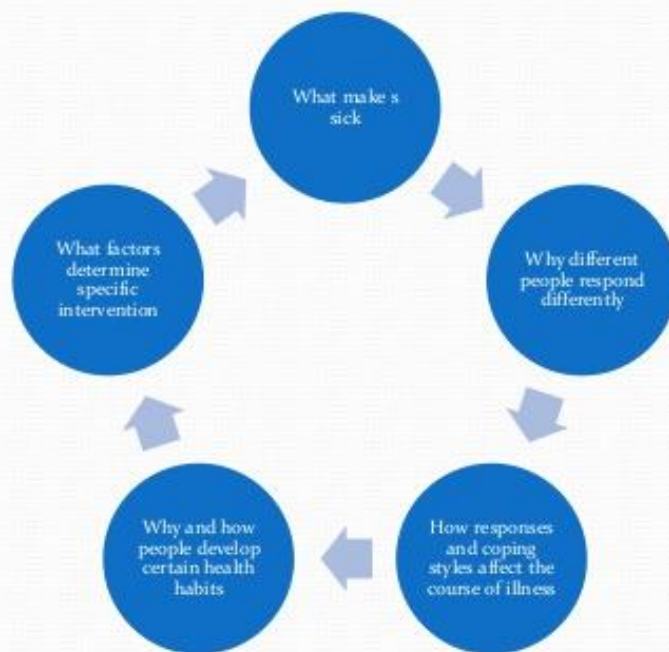 What make s
sick
Why different
people respond
differently
How responses
and coping
styles affect the
course of illness
Why and how
people develop
certain health
habits
What factors
determine
specific
intervention